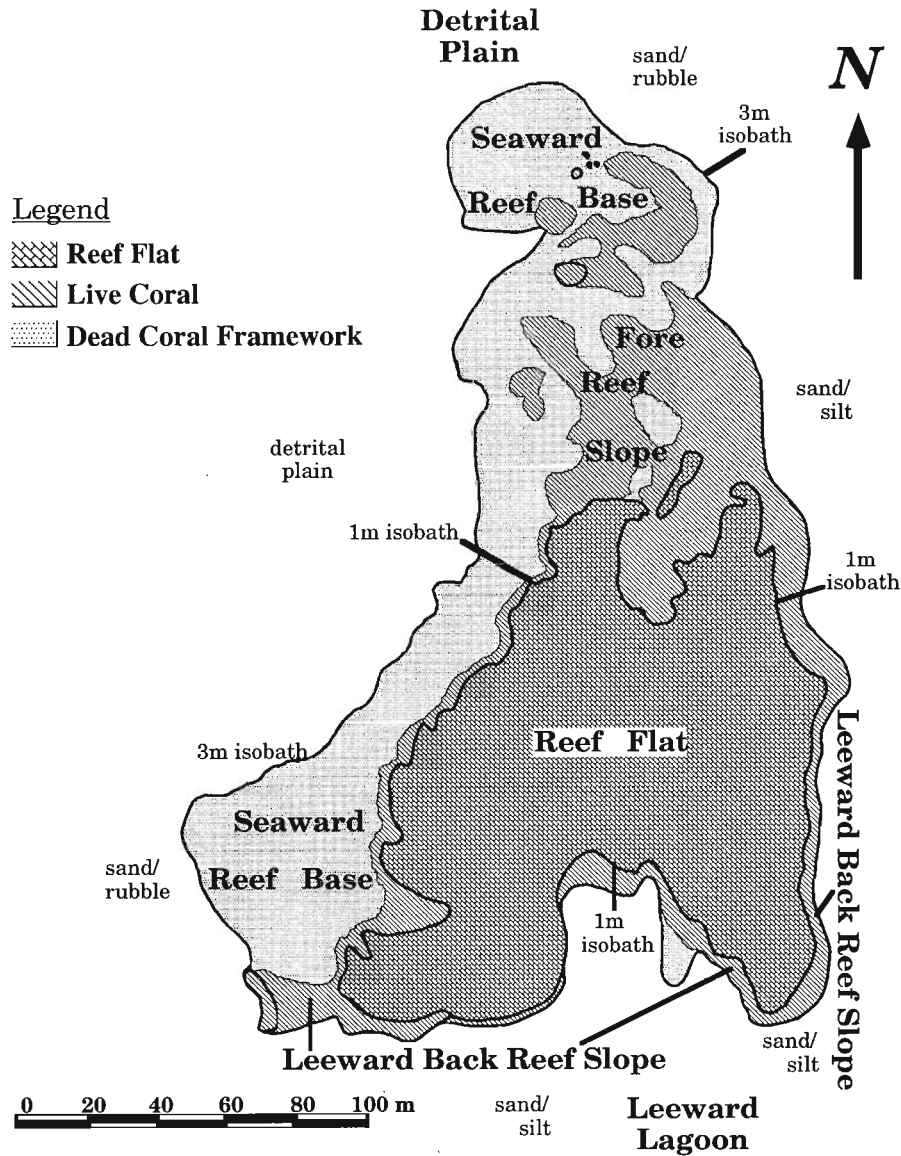 Detrital
Plain
sand/
rubble
N
3m
isobath
Seaward
Reef Base
Legend
Reef Flat
Live Coral
Dead Coral Framework
Fore
Reef
Slope
sand/
silt
detrital
plain
1m isobath
1m
isobath
3m isobath
Reef Flat
Leeward Back Reef Slope
Seaward
Reef Base
sand/
rubble
1m
isobath
sand/
silt
Leeward Back Reef Slope
0 20 40 60 80 100 m
sand/
silt
Leeward
Lagoon